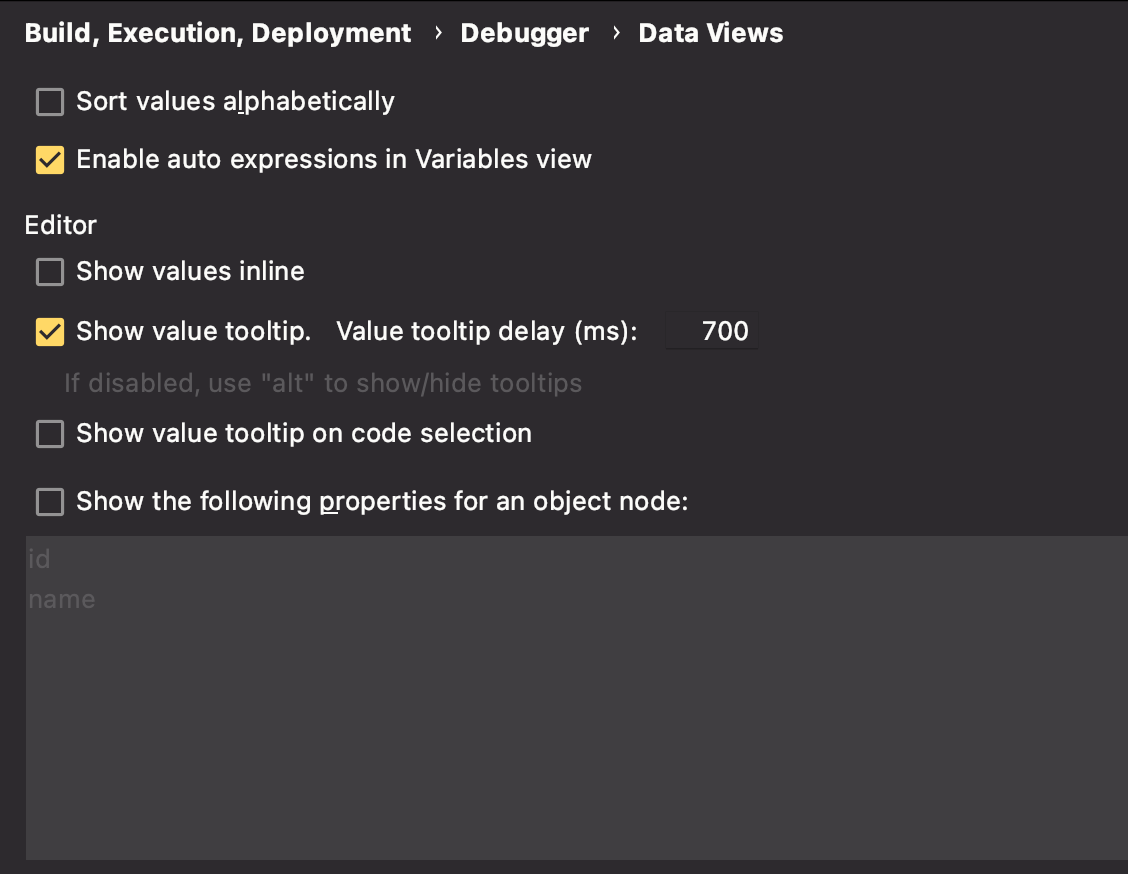 Build, Execution, Deployment › Debugger › Data Views
Sort values alphabetically
Enable auto expressions in Variables view
Editor
Show values inline
Show value tooltip. Value tooltip delay (ms): 700
If disabled, use "alt" to show/hide tooltips
Show value tooltip on code selection
Show the following properties for an object node:
id
name